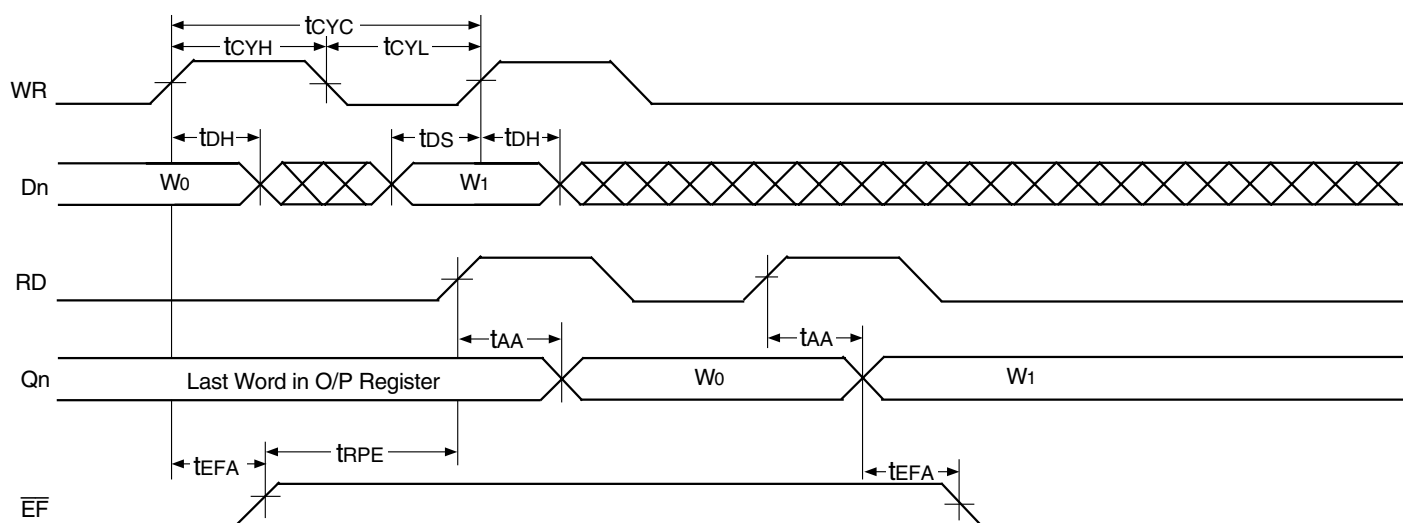 tCYC
tCYH tCYL
WR
tDH tDS tDH
Dn W0 W1
RD
tAA tAA
Qn Last Word in O/P Register W0 W1
tEFA tRPE tEFA
EF